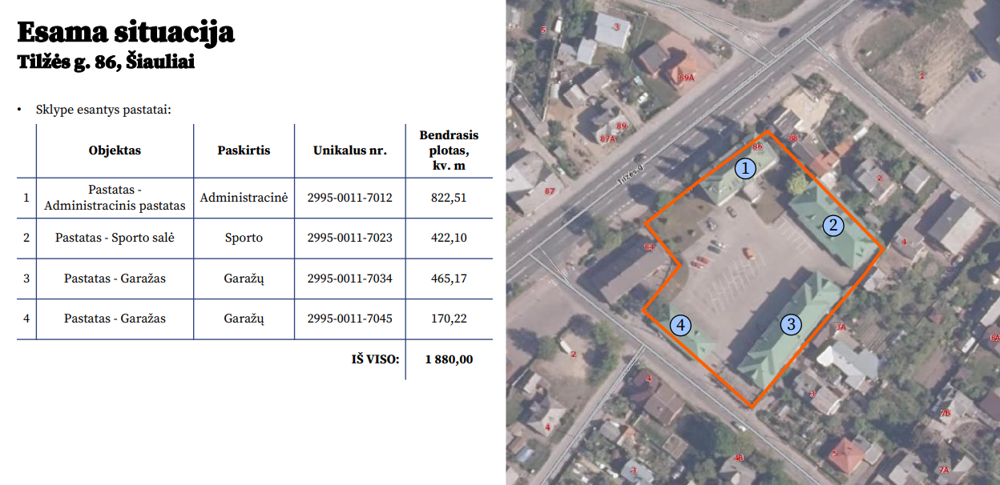 Esama situacija
Tilžės g. 86, Šiauliai
• Sklype esantys pastatai:
Objektas Paskirtis Unikalus nr. Bendrasis
plotas,
kv. m
1 Pastatas -
Administracinis pastatas Administracinė 2995-0011-7012 822,51
2 Pastatas - Sporto salė Sporto 2995-0011-7023 422,10
3 Pastatas - Garažas Garažų 2995-0011-7034 465,17
4 Pastatas - Garažas Garažų 2995-0011-7045 170,22
IŠ VISO: 1 880,00
5
3
89A
1
89
87A
88
86
1
Tilžės g.
2
87
2
4
84
4
3
3A
8A
2
4
3
7B
4
5
4B
3
7A